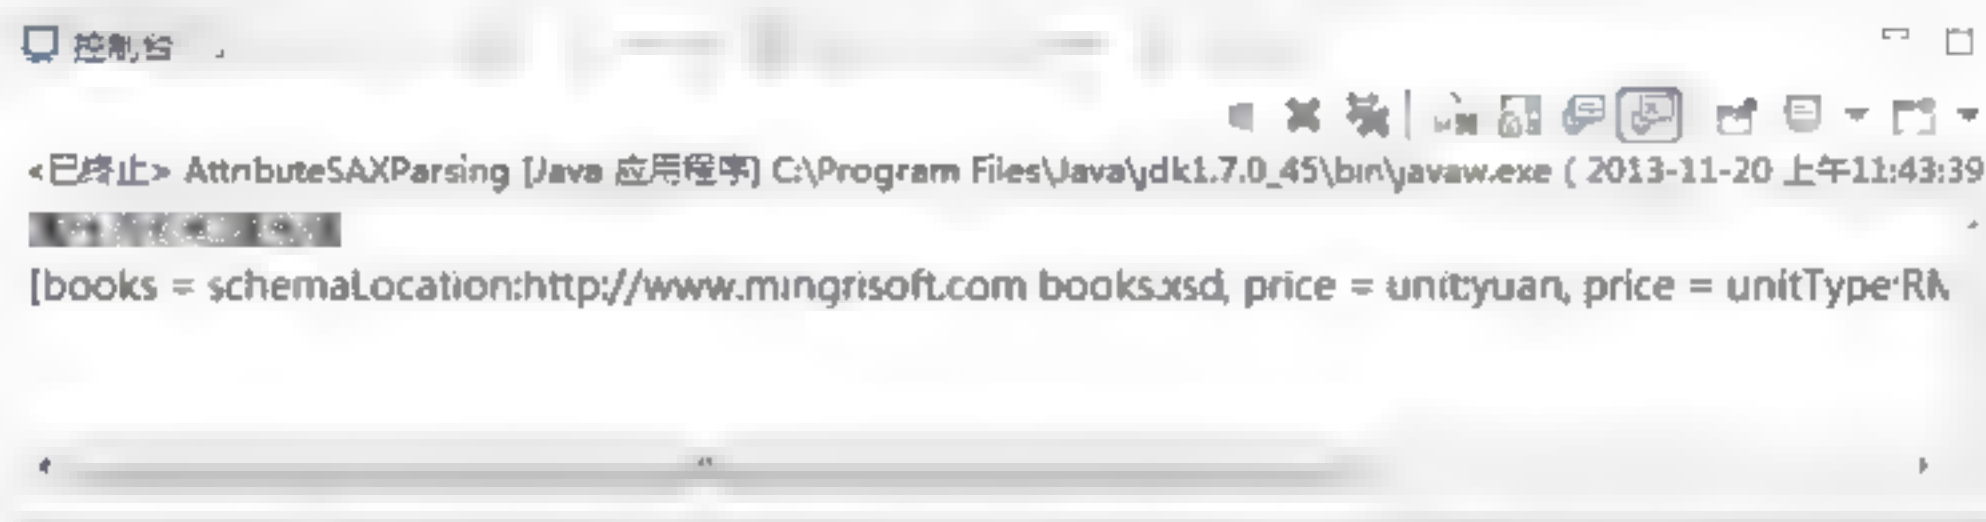 控制台
<已终止> AttributeSAXParsing [Java 应用程序] C:\Program Files\Java\jdk1.7.0_45\bin\javaw.exe ( 2013-11-20 上午11:43:39
[books = schemaLocation:http://www.mingrisoft.com books.xsd, price = unit:yuan, price = unitType:RM